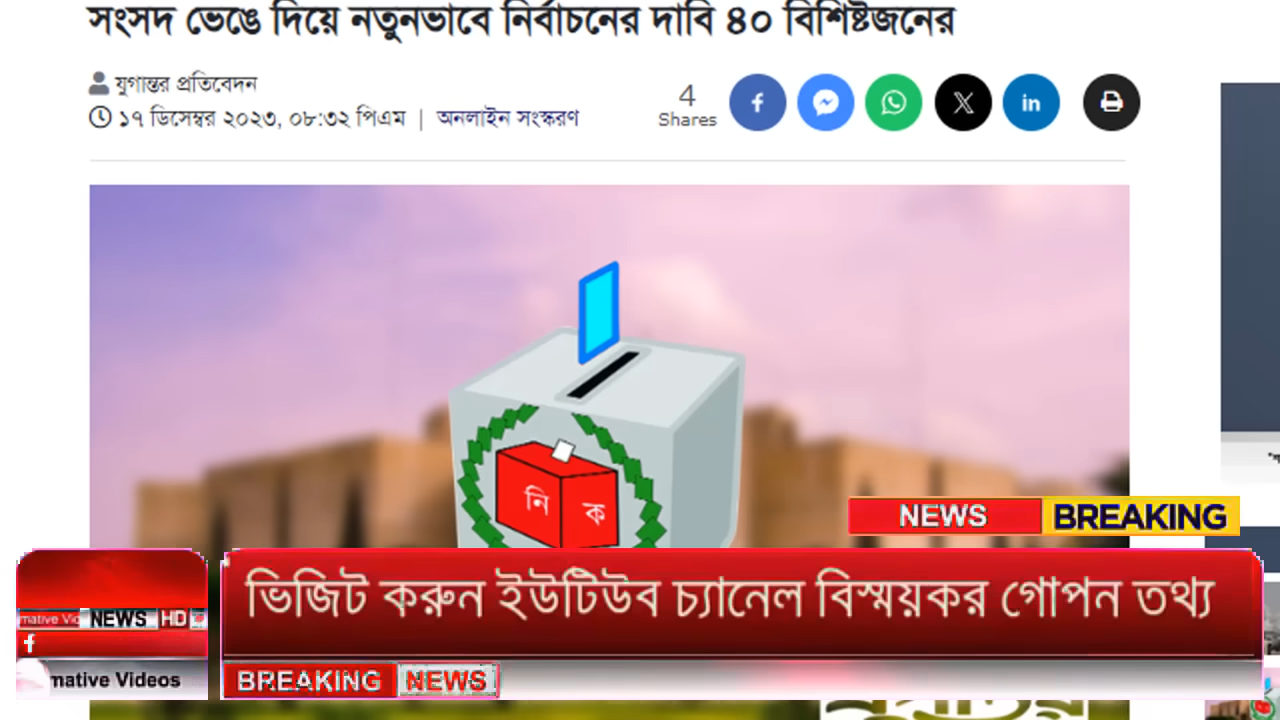 সংসদ ভেঙে দিয়ে নতুনভাবে নির্বাচনের দাবি ৪০ বিশিষ্টজনের
যুগান্তর প্রতিবেদন
১৭ ডিসেম্বর ২০২৩, ০৮:৩২ পিএম | অনলাইন সংস্করণ
4
Shares
নি ক
NEWS BREAKING
ভিজিট করুন ইউটিউব চ্যানেল বিস্ময়কর গোপন তথ্য
NEWS HD
mative Videos
BREAKING NEWS